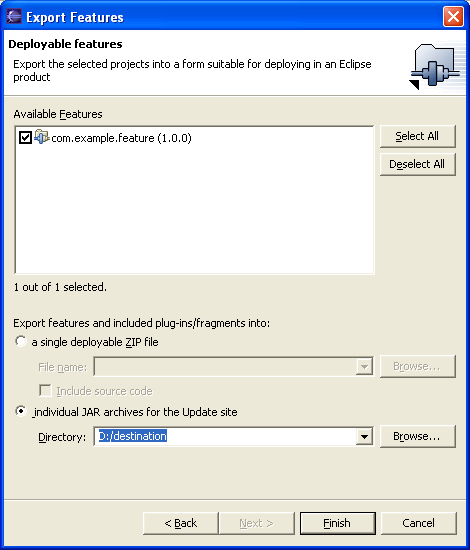 Export Features
Deployable features
Export the selected projects into a form suitable for deploying in an Eclipse
product
Available Features
com.example.feature (1.0.0)
Select All
Deselect All
1 out of 1 selected.
Export features and included plug-ins/fragments into:
a single deployable ZIP file
File name:
Browse...
Include source code
individual JAR archives for the Update site
Directory:
D:/destination
Browse...
< Back
Next >
Finish
Cancel